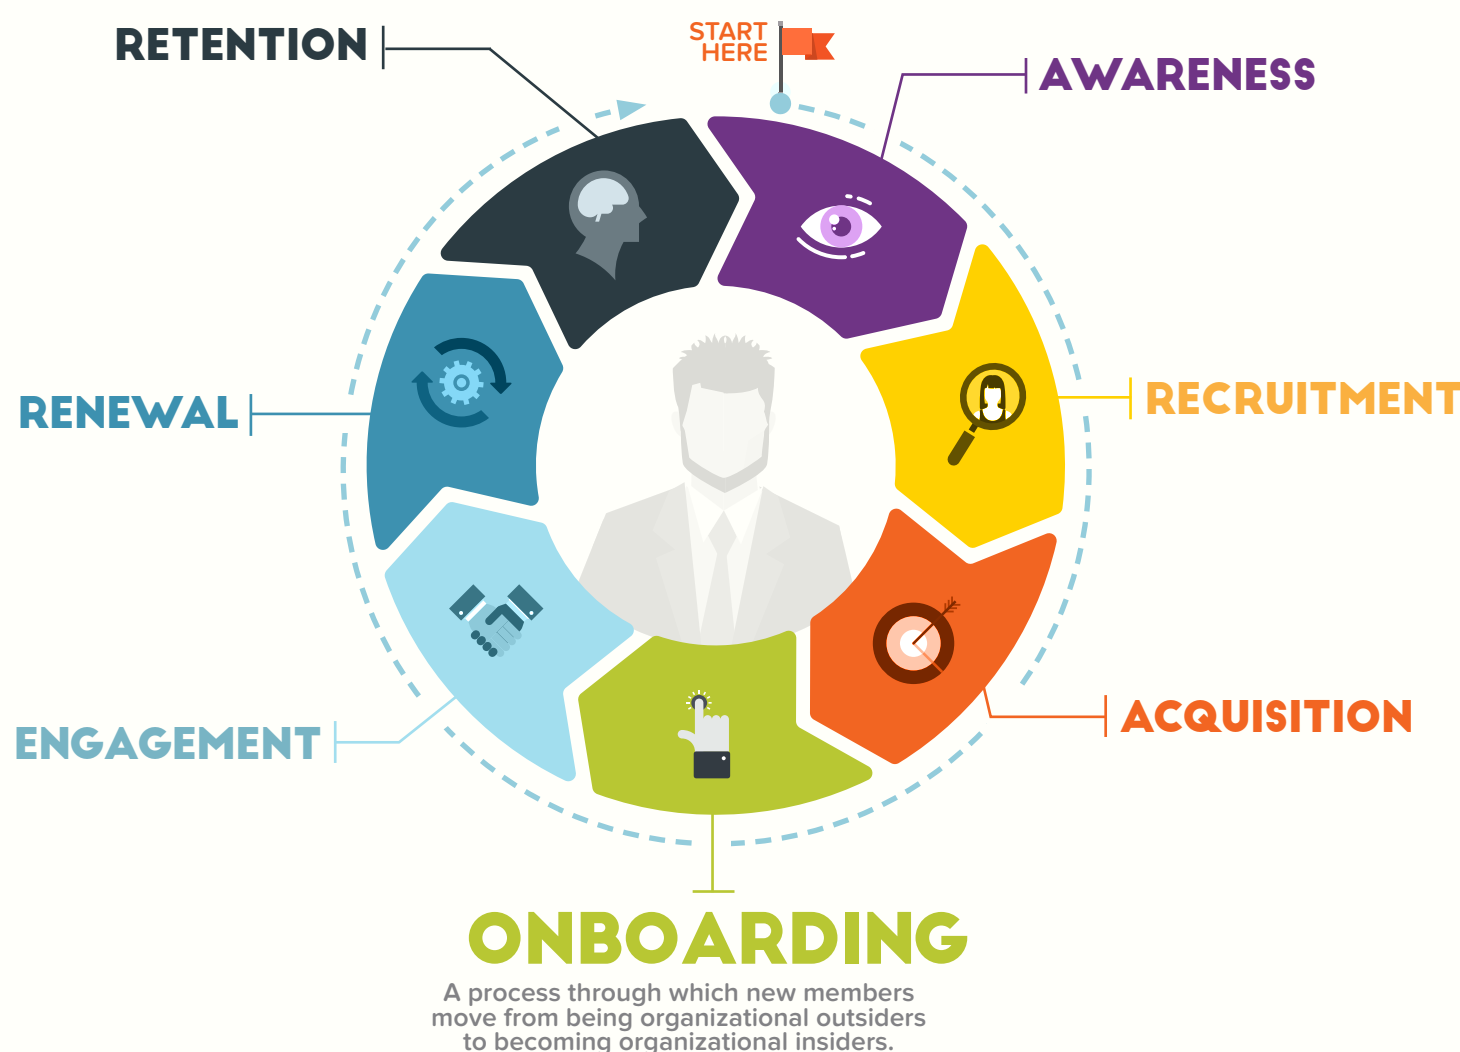 START
HERE
RETENTION
AWARENESS
RENEWAL
RECRUITMENT
ENGAGEMENT
ACQUISITION
ONBOARDING
A process through which new members
move from being organizational outsiders
to becoming organizational insiders.